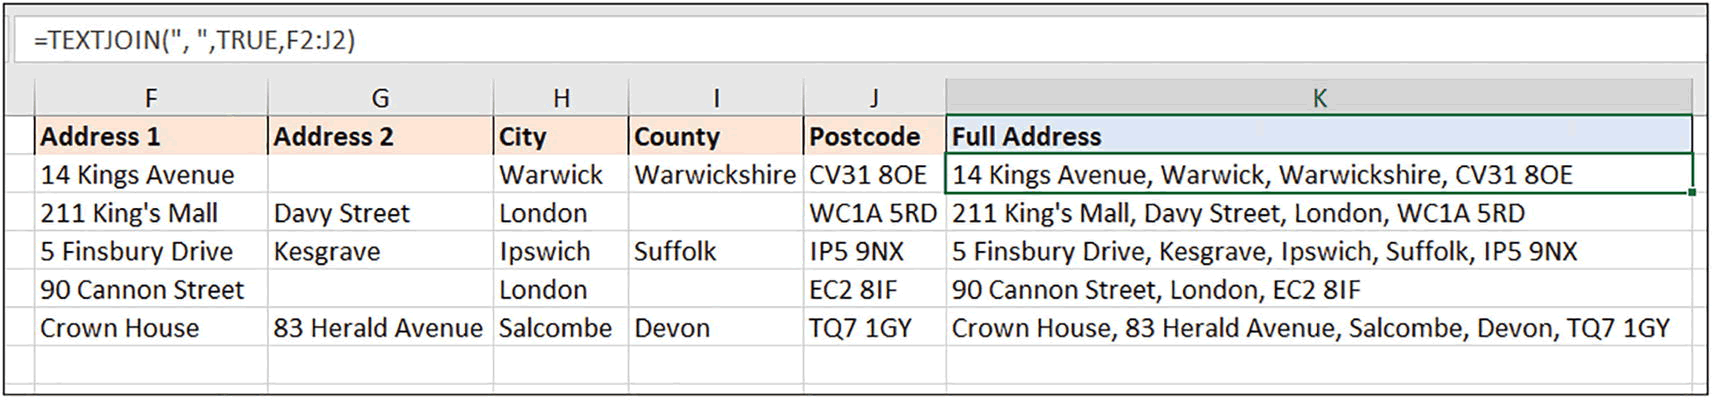 =TEXTJOIN(", ",TRUE,F2:J2)
F G H I J K
Address 1 Address 2 City County Postcode Full Address
14 Kings Avenue Warwick Warwickshire CV31 8OE 14 Kings Avenue, Warwick, Warwickshire, CV31 8OE
211 King's Mall Davy Street London WC1A 5RD 211 King's Mall, Davy Street, London, WC1A 5RD
5 Finsbury Drive Kesgrave Ipswich Suffolk IP5 9NX 5 Finsbury Drive, Kesgrave, Ipswich, Suffolk, IP5 9NX
90 Cannon Street London EC2 8IF 90 Cannon Street, London, EC2 8IF
Crown House 83 Herald Avenue Salcombe Devon TQ7 1GY Crown House, 83 Herald Avenue, Salcombe, Devon, TQ7 1GY